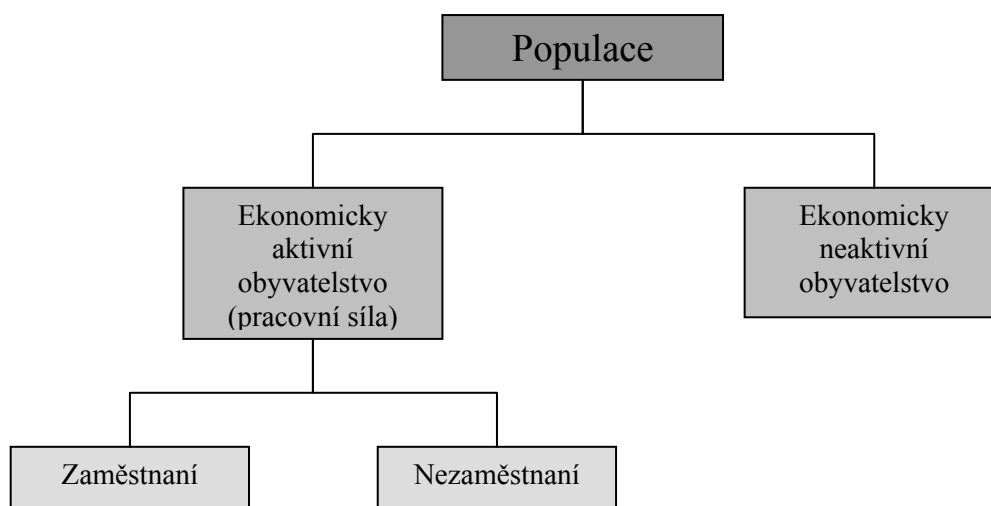 Populace
Ekonomicky
aktivní
obyvatelstvo
(pracovní síla)
Ekonomicky
neaktivní
obyvatelstvo
Zaměstnaní
Nezaměstnaní